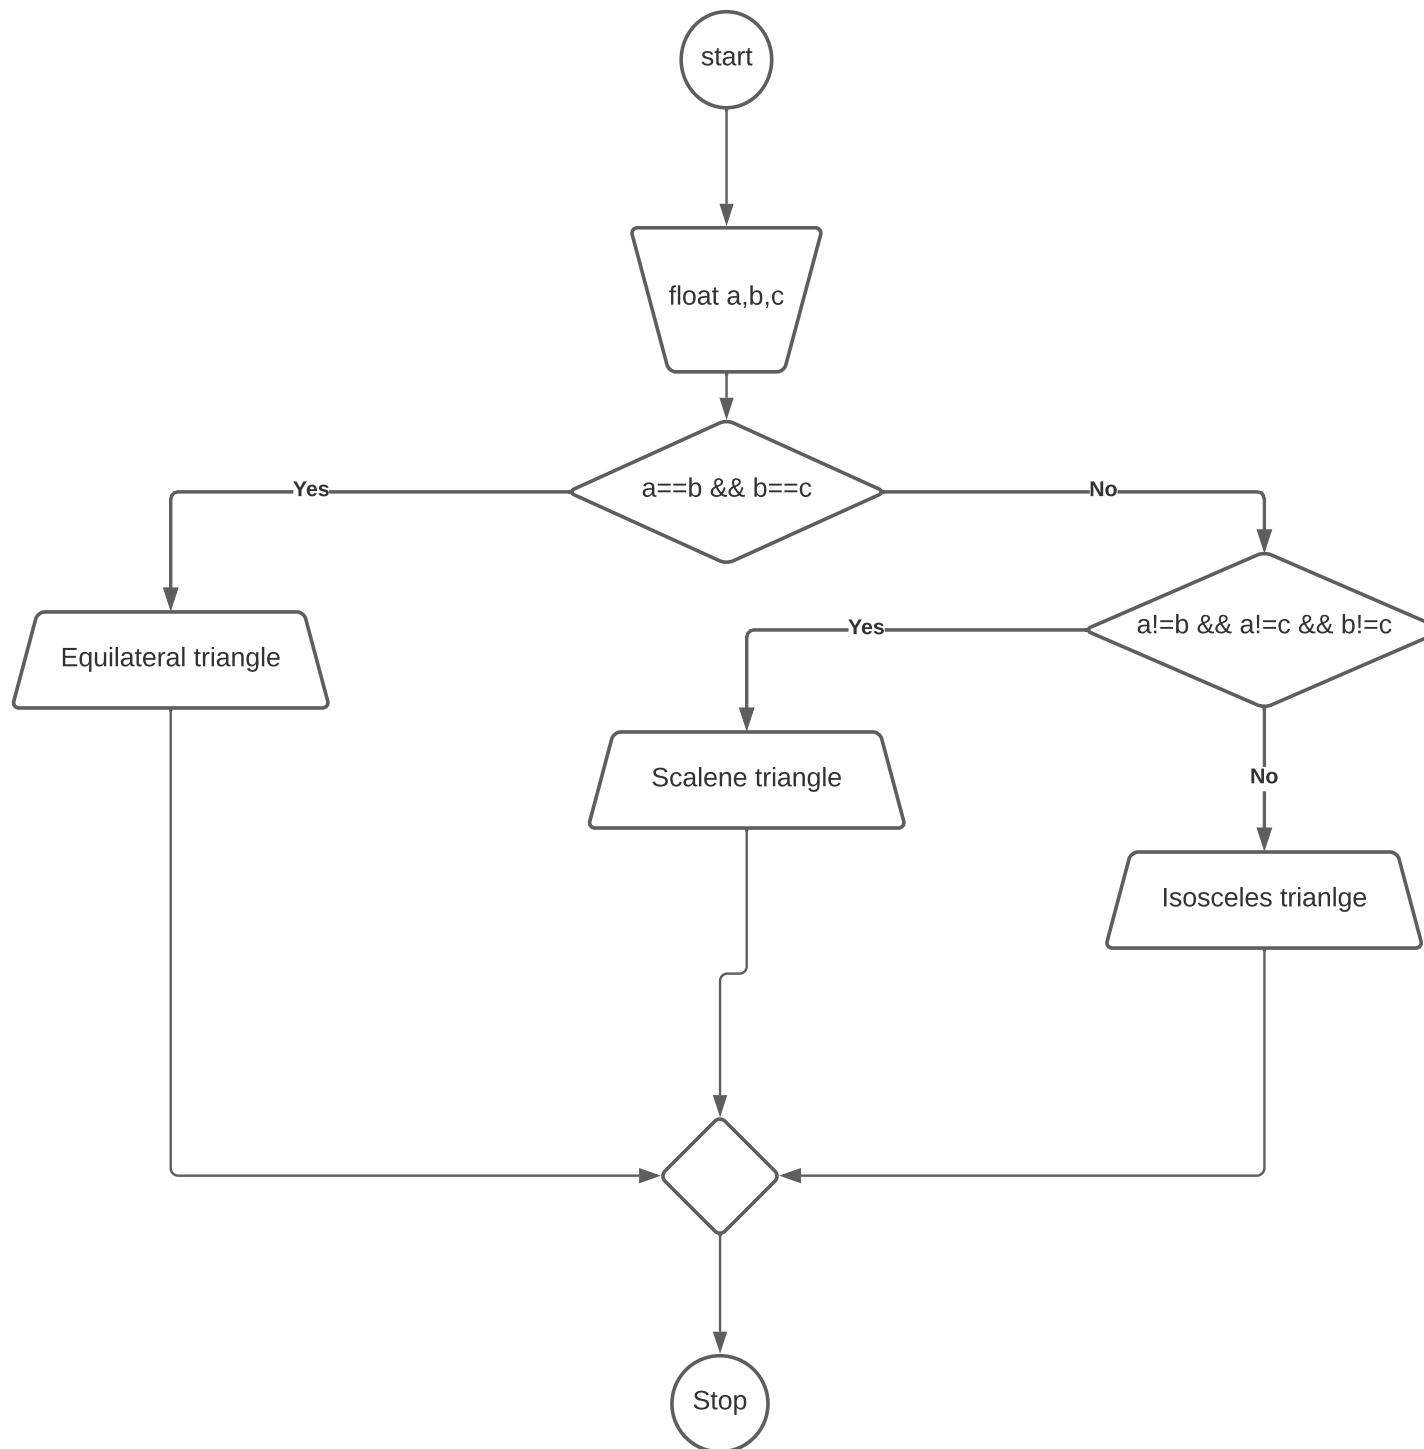 start
float a,b,c
a==b && b==c
Yes
No
a!=b && a!=c && b!=c
Yes
Equilateral triangle
Scalene triangle
No
Isosceles trianlge
Stop